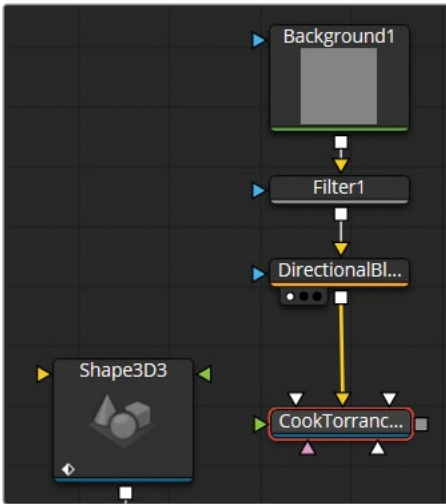 Background1
Filter1
DirectionalBl...
Shape3D3
CookTorranc...